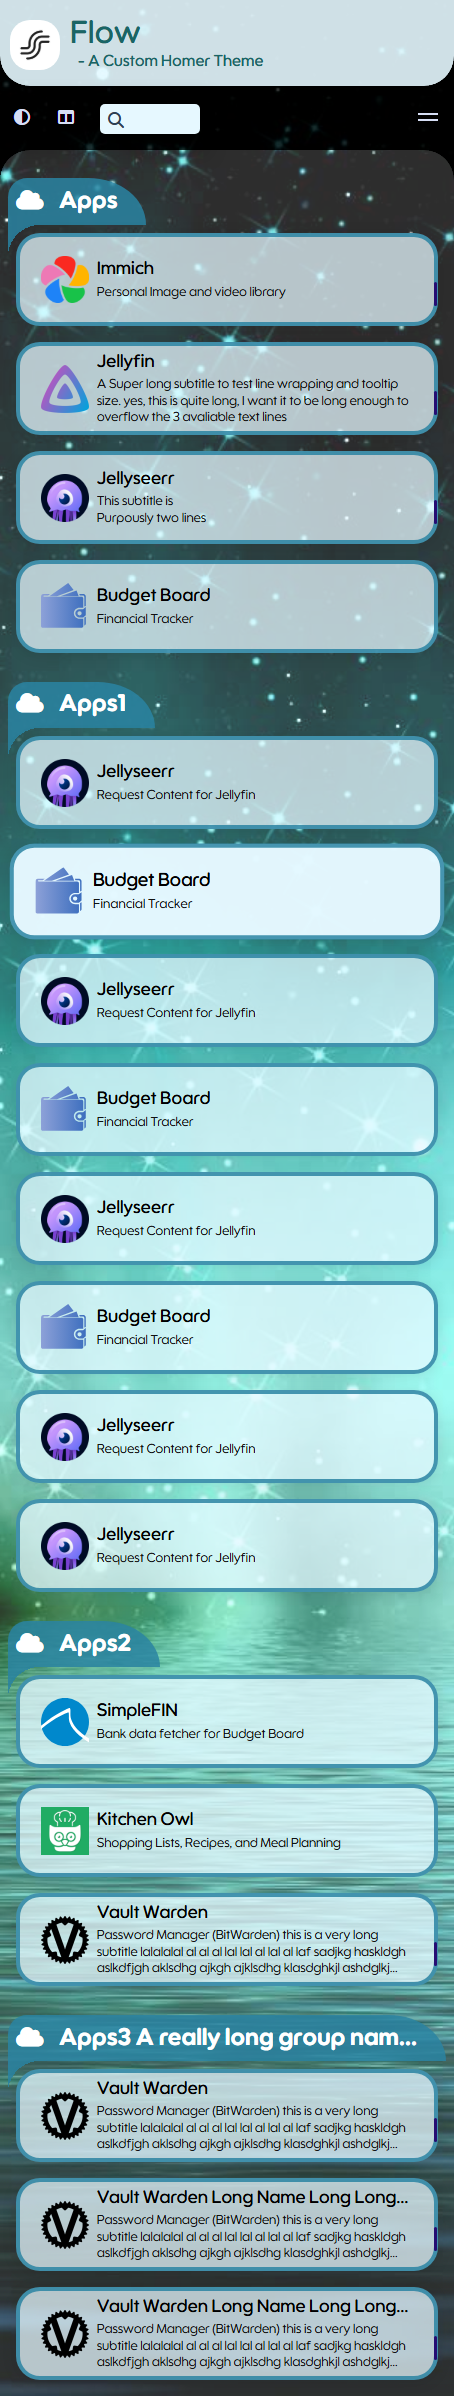 Flow
- A Custom Homer Theme
Apps
Immich
Personal Image and video library
Jellyfin
A Super long subtitle to test line wrapping and tooltip
size. yes, this is quite long, I want it to be long enough to
overflow the 3 avaliable text lines
Jellyseerr
This subtitle is
Purpously two lines
Budget Board
Financial Tracker
Apps1
Jellyseerr
Request Content for Jellyfin
Budget Board
Financial Tracker
Jellyseerr
Request Content for Jellyfin
Budget Board
Financial Tracker
Jellyseerr
Request Content for Jellyfin
Budget Board
Financial Tracker
Jellyseerr
Request Content for Jellyfin
Jellyseerr
Request Content for Jellyfin
Apps2
SimpleFIN
Bank data fetcher for Budget Board
Kitchen Owl
Shopping Lists, Recipes, and Meal Planning
Vault Warden
Password Manager (BitWarden) this is a very long
subtitle lalalalal al al al lal lal al lal al laf sadjkg haskldgh
aslkdfjgh aklsdhg ajkgh ajklsdhg klasdghkjl ashdglkj...
Apps3 A really long group nam...
Vault Warden
Password Manager (BitWarden) this is a very long
subtitle lalalalal al al al lal lal al lal al laf sadjkg haskldgh
aslkdfjgh aklsdhg ajkgh ajklsdhg klasdghkjl ashdglkj...
Vault Warden Long Name Long Long...
Password Manager (BitWarden) this is a very long
subtitle lalalalal al al al lal lal al lal al laf sadjkg haskldgh
aslkdfjgh aklsdhg ajkgh ajklsdhg klasdghkjl ashdglkj...
Vault Warden Long Name Long Long...
Password Manager (BitWarden) this is a very long
subtitle lalalalal al al al lal lal al lal al laf sadjkg haskldgh
aslkdfjgh aklsdhg ajkgh ajklsdhg klasdghkjl ashdglkj...